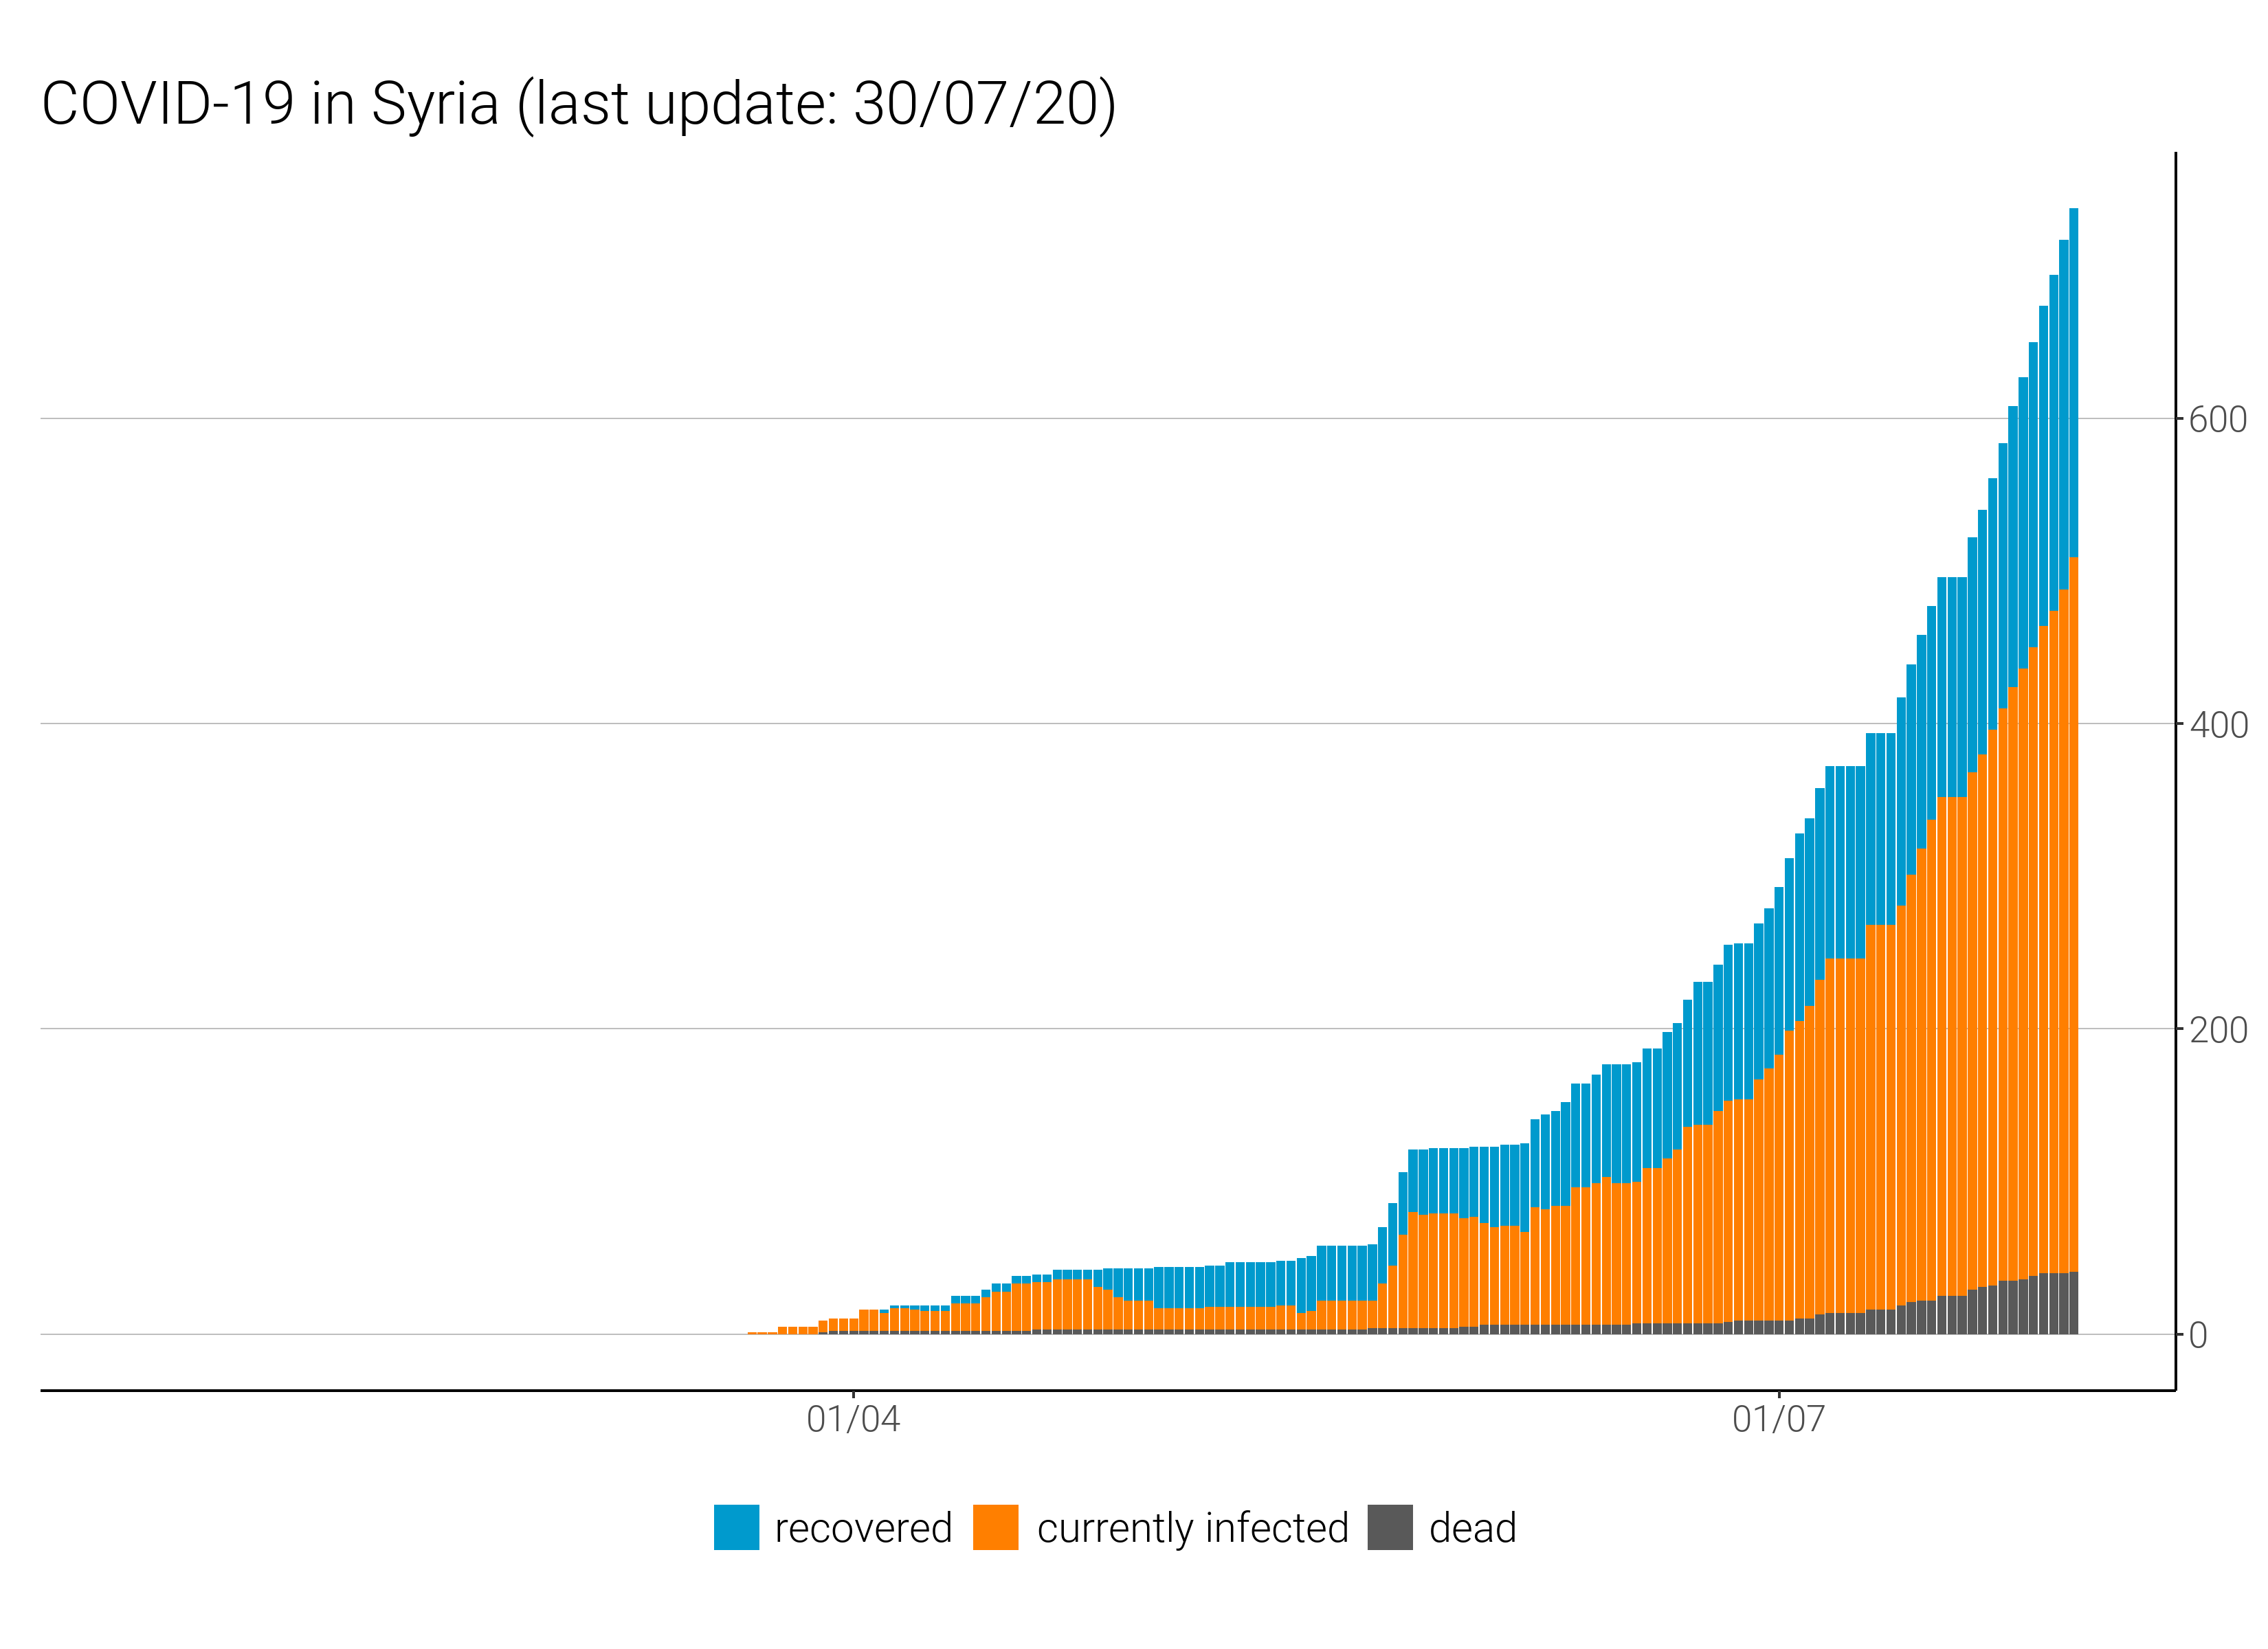 COVID-19 in Syria (last update: 30/07/20)
600
400
200
0
01/04 01/07
recovered currently infected dead